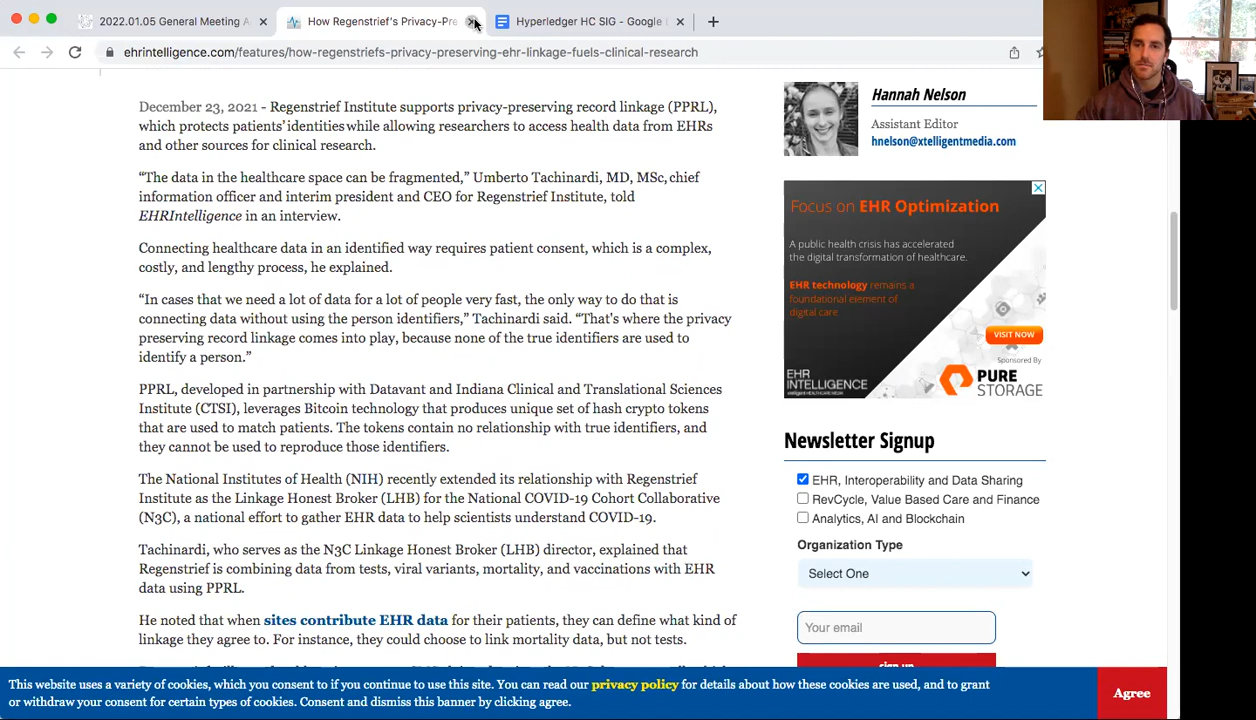 2022.01.05 General Meeting A
How Regenstrief's Privacy-Pre
Hyperledger HC SIG - Google
ehrintelligence.com/features/how-regenstriefs-privacy-preserving-ehr-linkage-fuels-clinical-research
December 23, 2021 - Regenstrief Institute supports privacy-preserving record linkage (PPRL),
which protects patients' identities while allowing researchers to access health data from EHRs
and other sources for clinical research.
“The data in the healthcare space can be fragmented,” Umberto Tachinardi, MD, MSc, chief
information officer and interim president and CEO for Regenstrief Institute, told
EHRIntelligence in an interview.
Connecting healthcare data in an identified way requires patient consent, which is a complex,
costly, and lengthy process, he explained.
“In cases that we need a lot of data for a lot of people very fast, the only way to do that is
connecting data without using the person identifiers,” Tachinardi said. “That's where the privacy
preserving record linkage comes into play, because none of the true identifiers are used to
identify a person.”
PPRL, developed in partnership with Datavant and Indiana Clinical and Translational Sciences
Institute (CTSI), leverages Bitcoin technology that produces unique set of hash crypto tokens
that are used to match patients. The tokens contain no relationship with true identifiers, and
they cannot be used to reproduce those identifiers.
The National Institutes of Health (NIH) recently extended its relationship with Regenstrief
Institute as the Linkage Honest Broker (LHB) for the National COVID-19 Cohort Collaborative
(N3C), a national effort to gather EHR data to help scientists understand COVID-19.
Tachinardi, who serves as the N3C Linkage Honest Broker (LHB) director, explained that
Regenstrief is combining data from tests, viral variants, mortality, and vaccinations with EHR
data using PPRL.
He noted that when sites contribute EHR data for their patients, they can define what kind of
linkage they agree to. For instance, they could choose to link mortality data, but not tests.
Hannah Nelson
Assistant Editor
hnelson@xtelligentmedia.com
Focus on EHR Optimization
A public health crisis has accelerated
the digital transformation of healthcare.
EHR technology remains a
foundational element of
digital care
VISIT NOW
Sponsored By
EHR
INTELLIGENCE
PURE
STORAGE
Newsletter Signup
EHR, Interoperability and Data Sharing
RevCycle, Value Based Care and Finance
Analytics, AI and Blockchain
Organization Type
Select One
Your email
sign up
This website uses a variety of cookies, which you consent to if you continue to use this site. You can read our privacy policy for details about how these cookies are used, and to grant
or withdraw your consent for certain types of cookies. Consent and dismiss this banner by clicking agree.
Agree